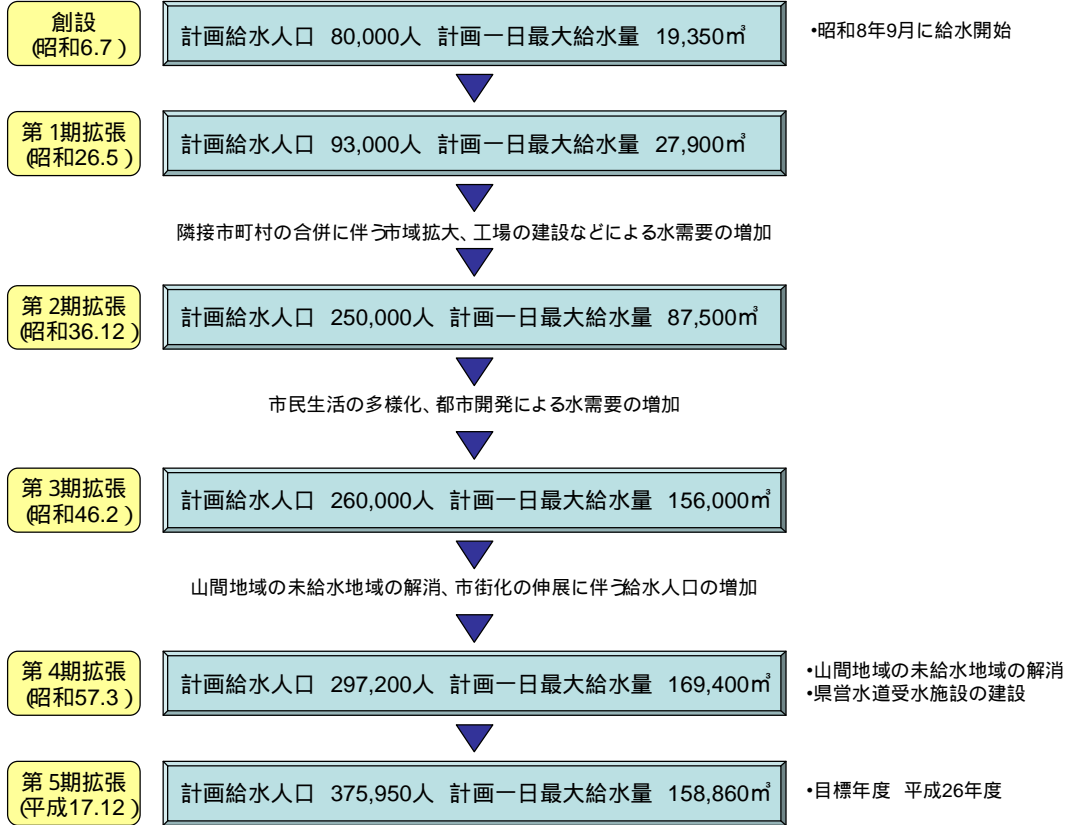 創設
(昭和6.7)
計画給水人口 80,000人 計画一日最大給水量 19,350㎥
•昭和8年9月に給水開始
第1期拡張
(昭和26.5)
計画給水人口 93,000人 計画一日最大給水量 27,900㎥
隣接市町村の合併に伴う市域拡大、工場の建設などによる水需要の増加
第2期拡張
(昭和36.12)
計画給水人口 250,000人 計画一日最大給水量 87,500㎥
市民生活の多様化、都市開発による水需要の増加
第3期拡張
(昭和46.2)
計画給水人口 260,000人 計画一日最大給水量 156,000㎥
山間地域の未給水地域の解消、市街化の伸展に伴う給水人口の増加
第4期拡張
(昭和57.3)
計画給水人口 297,200人 計画一日最大給水量 169,400㎥
•山間地域の未給水地域の解消
•県営水道受水施設の建設
第5期拡張
(平成17.12)
計画給水人口 375,950人 計画一日最大給水量 158,860㎥
•目標年度 平成26年度